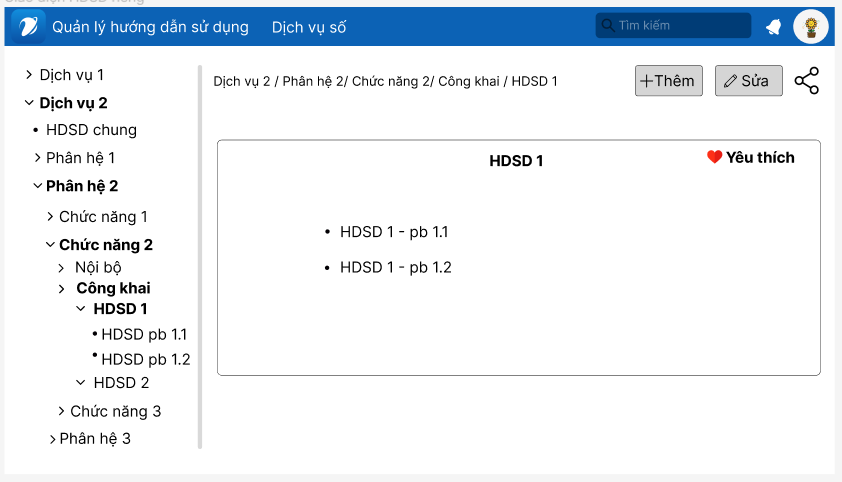 Giao diện HDSD riêng
Quản lý hướng dẫn sử dụng Dịch vụ số Tìm kiếm
Dịch vụ 1
Dịch vụ 2
HDSD chung
Phân hệ 1
Phân hệ 2
Chức năng 1
Chức năng 2
Nội bộ
Công khai
HDSD 1
HDSD pb 1.1
HDSD pb 1.2
HDSD 2
Chức năng 3
Phân hệ 3
Dịch vụ 2 / Phân hệ 2/ Chức năng 2/ Công khai / HDSD 1
+Thêm Sửa
HDSD 1 Yêu thích
HDSD 1 - pb 1.1
HDSD 1 - pb 1.2